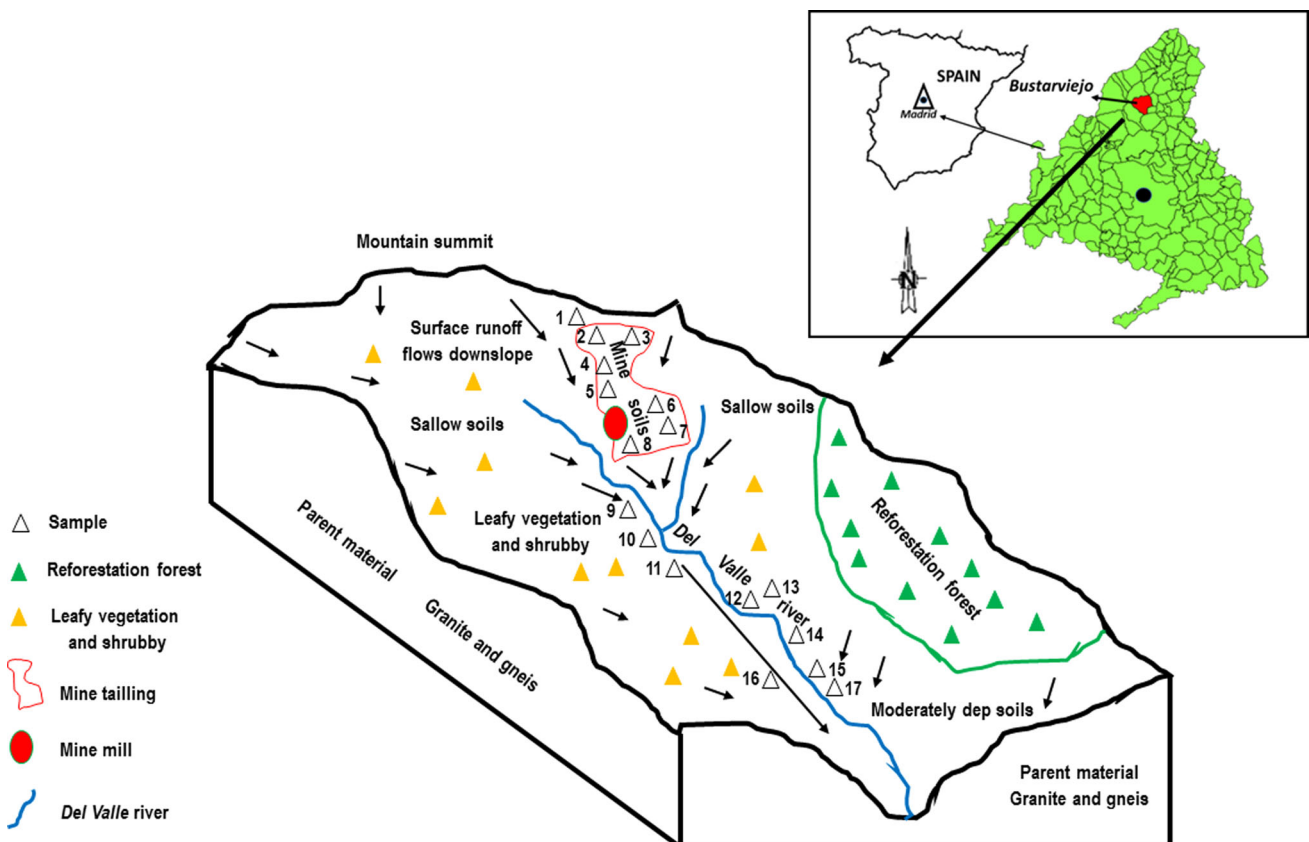 SPAIN
Madrid
Bustarviejo
N
Mountain summit
Surface runoff
flows downslope
Sallow soils
1
2
3
4
5
6
7
8
Mine
soils
Sallow soils
Leafy vegetation
and shrubby
9
10
11
12
13
14
15
16
17
Del
Valle
river
Reforestation forest
Moderately dep soils
Parent material
Granite and gneis
Parent material
Granite and gneis
Sample
Reforestation forest
Leafy vegetation
and shrubby
Mine tailling
Mine mill
Del Valle river